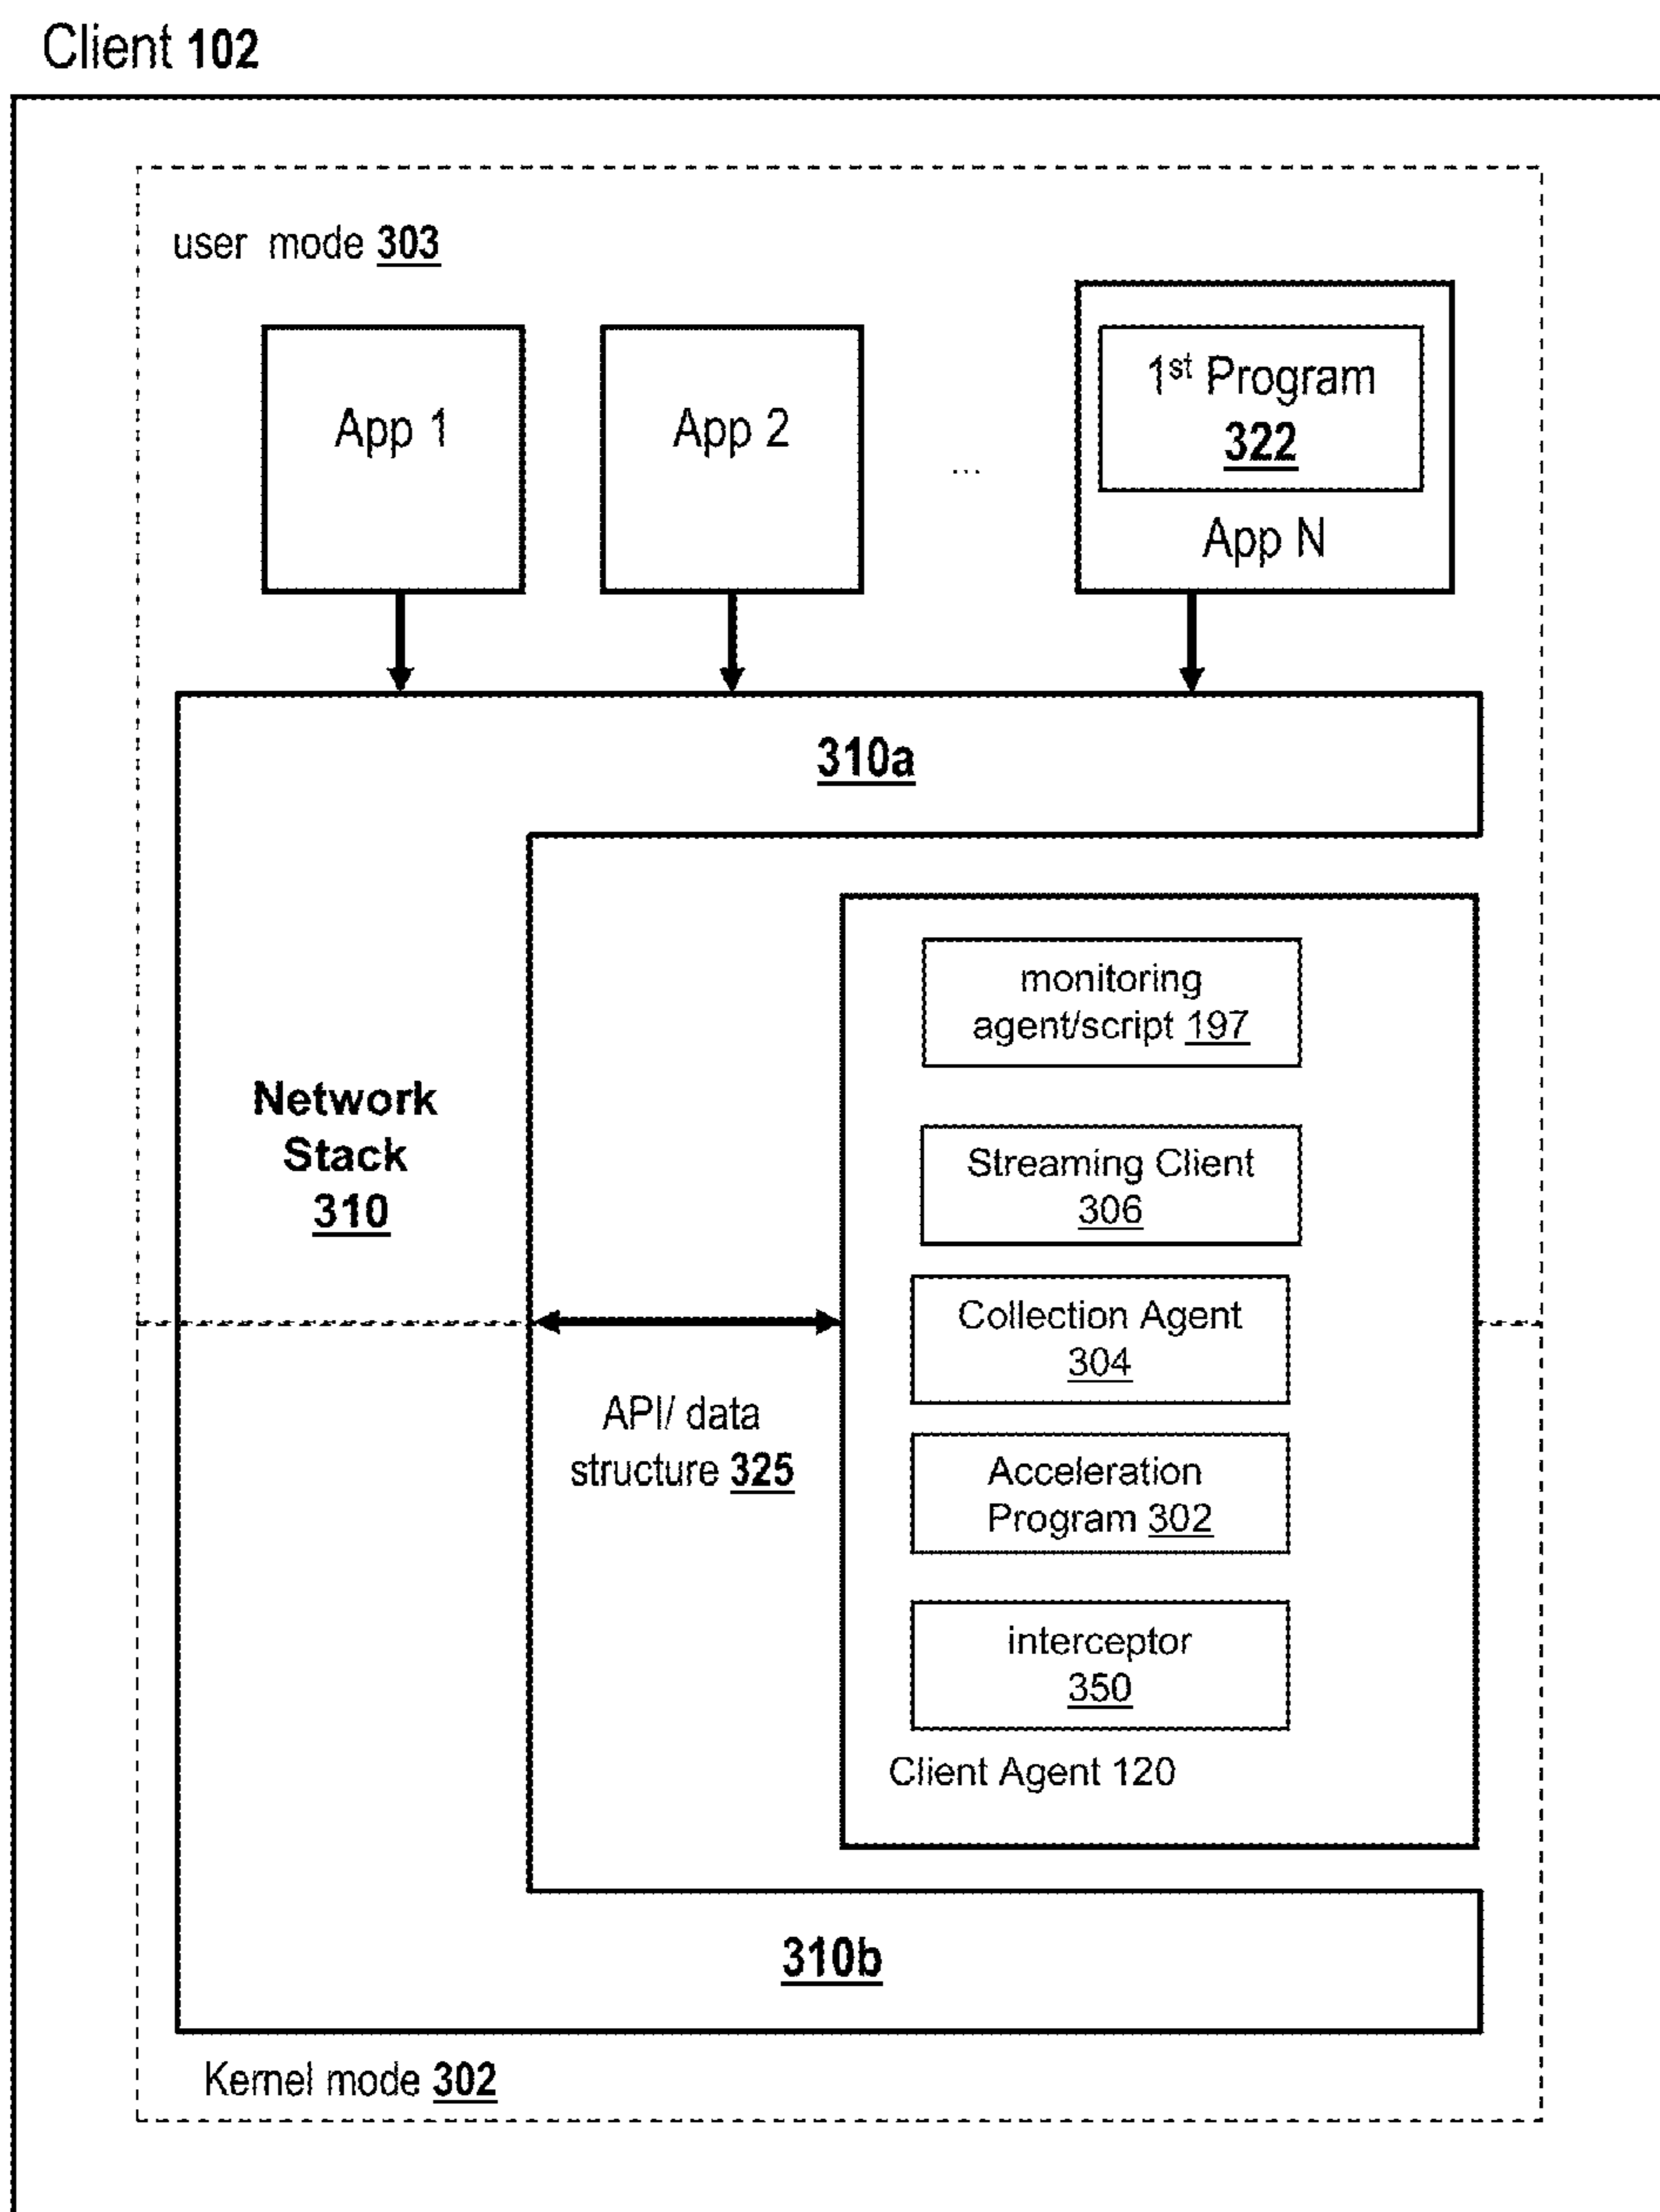 Client 102
user mode 303
App 1
App 2
...
1st Program
322
App N
310a
Network
Stack
310
monitoring
agent/script 197
Streaming Client
306
Collection Agent
304
API/ data
structure 325
Acceleration
Program 302
interceptor
350
Client Agent 120
310b
Kernel mode 302